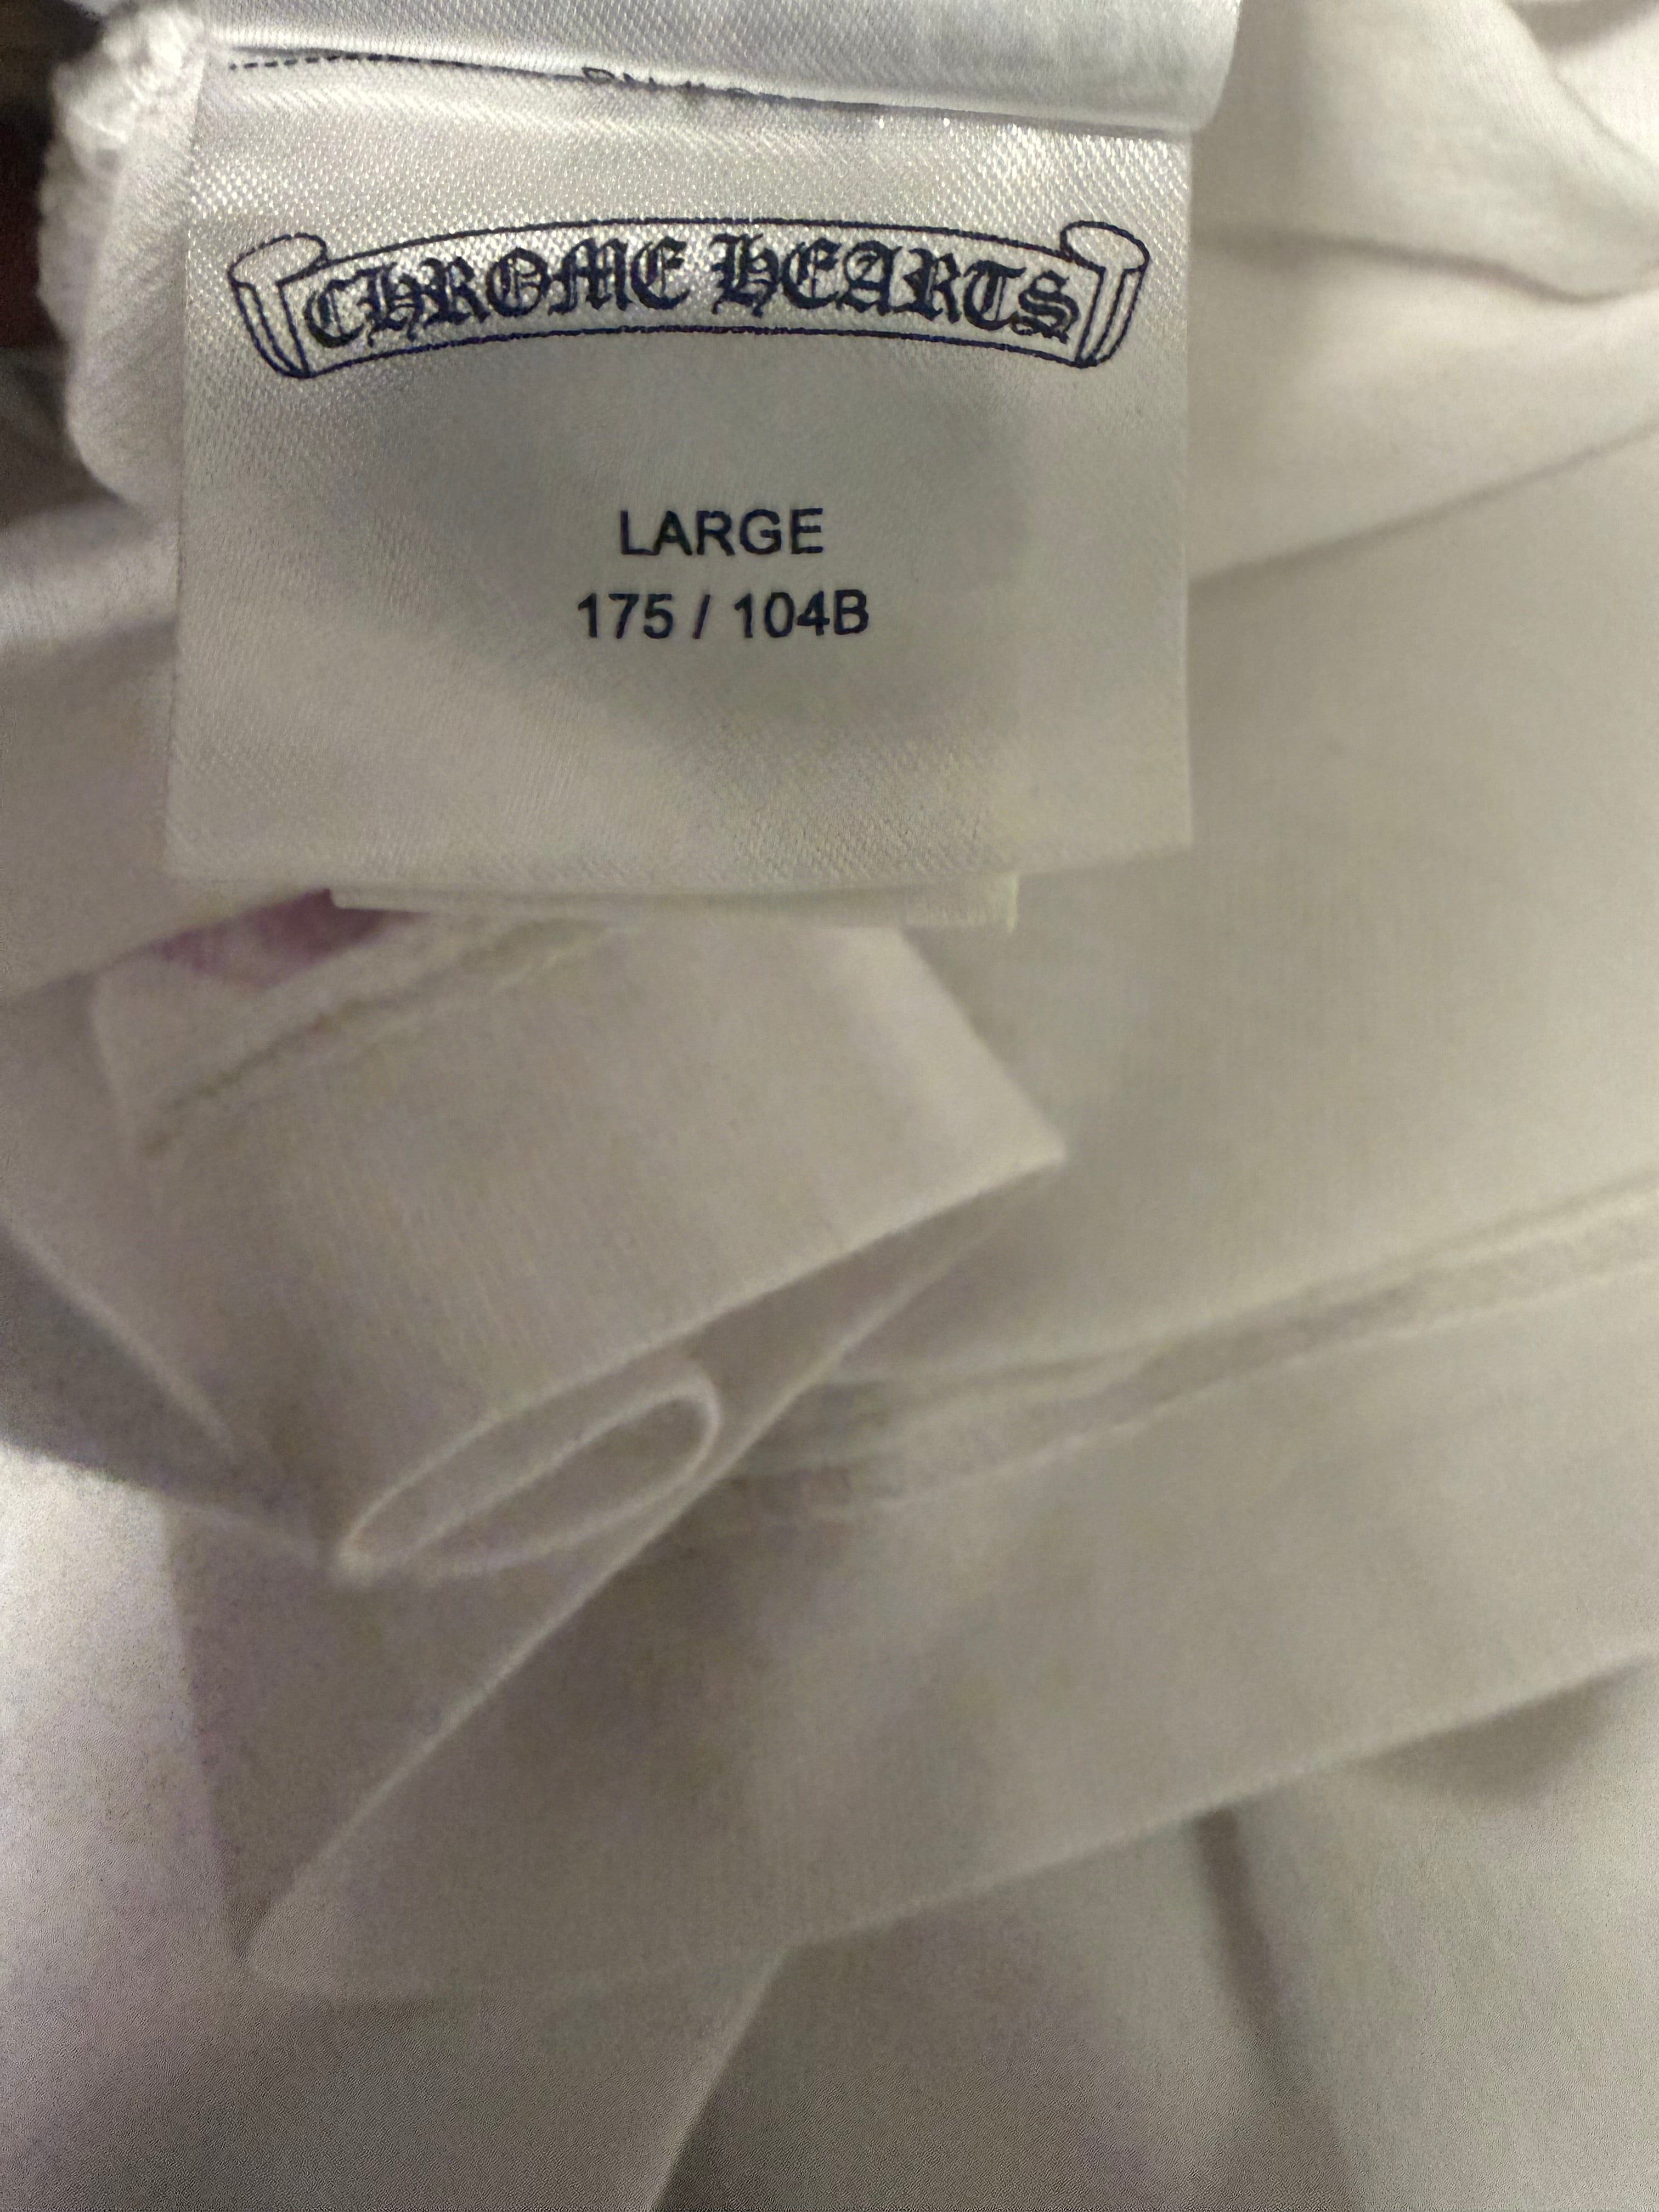 CHROME HEARTS
LARGE
175 / 104B